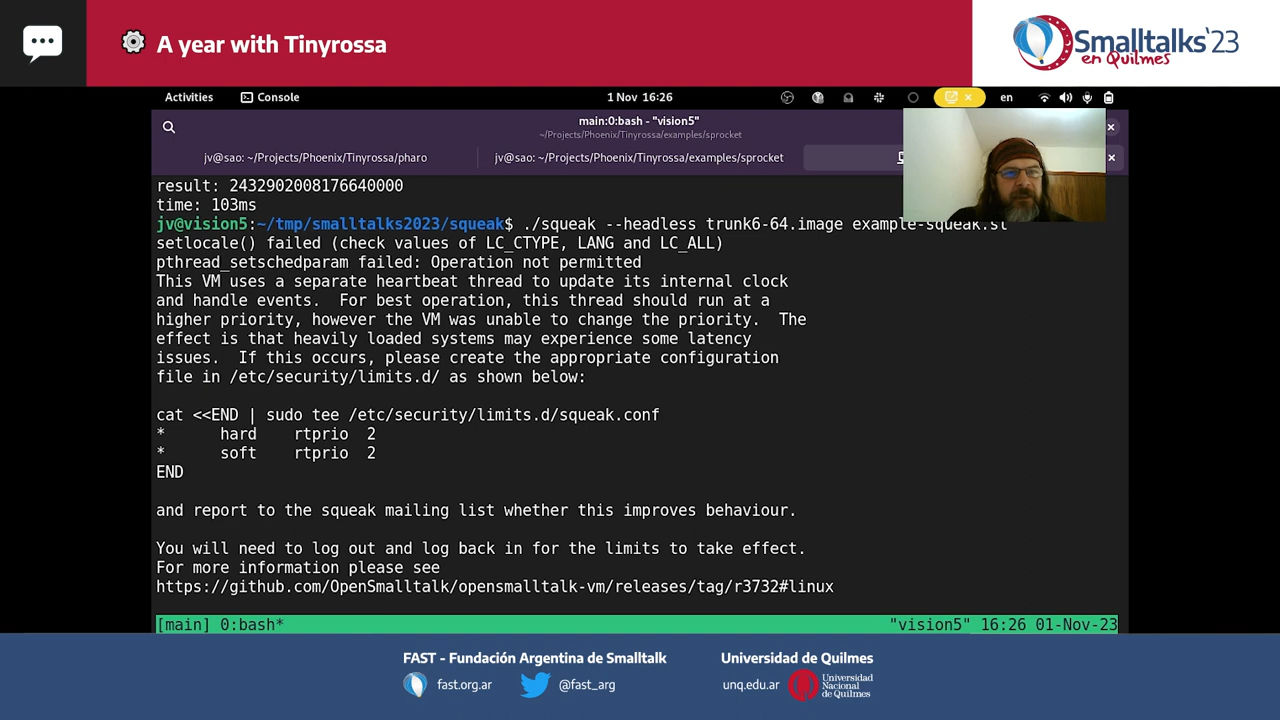 A year with Tinyrossa
Smalltalks'23
en Quilmes
Activities
Console
1 Nov 16:26
en
main:0:bash - "vision5"
~/Projects/Phoenix/Tinyrossa/examples/sprocket
jv@sao: ~/Projects/Phoenix/Tinyrossa/pharo
jv@sao: ~/Projects/Phoenix/Tinyrossa/examples/sprocket
result: 2432902008176640000
time: 103ms
jv@vision5:~/tmp/smalltalks2023/squeak$ ./squeak --headless trunk6-64.image example-squeak.st
setlocale() failed (check values of LC_CTYPE, LANG and LC_ALL)
pthread_setschedparam failed: Operation not permitted
This VM uses a separate heartbeat thread to update its internal clock
and handle events.  For best operation, this thread should run at a
higher priority, however the VM was unable to change the priority.  The
effect is that heavily loaded systems may experience some latency
issues.  If this occurs, please create the appropriate configuration
file in /etc/security/limits.d/ as shown below:
cat <<END | sudo tee /etc/security/limits.d/squeak.conf
*      hard    rtprio  2
*      soft    rtprio  2
END
and report to the squeak mailing list whether this improves behaviour.
You will need to log out and log back in for the limits to take effect.
For more information please see
https://github.com/OpenSmalltalk/opensmalltalk-vm/releases/tag/r3732#linux
[main] 0:bash*
"vision5" 16:26 01-Nov-23
FAST - Fundación Argentina de Smalltalk
fast.org.ar
@fast_arg
Universidad de Quilmes
unq.edu.ar
Universidad
Nacional
de Quilmes